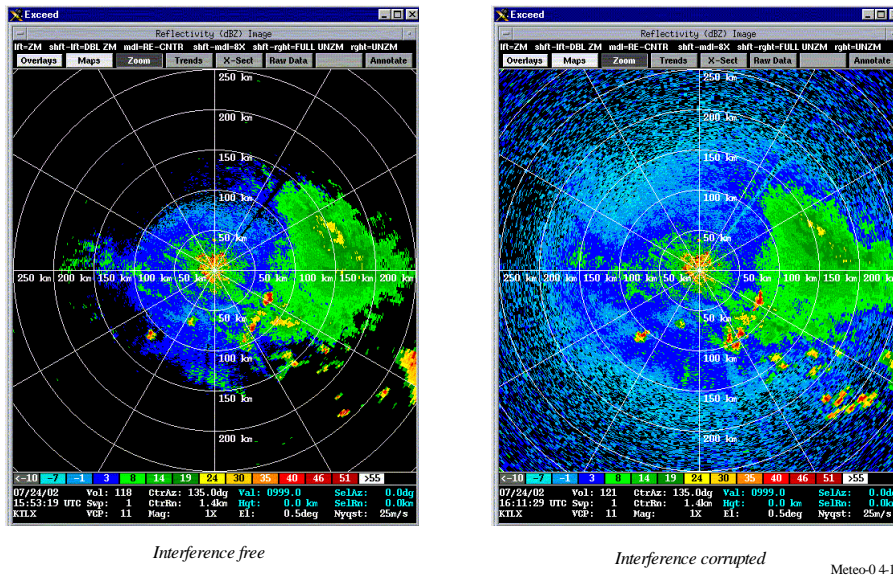 Exceed
Reflectivity (dBZ) Image
lft=ZM shft-lft=DBL ZM mdl=RE-CNTR shft-mdl=8X shft-rght=FULL UNZM rght=UNZM
Overlays Maps Zoom Trends X-Sect Raw Data Annotate
250 km
200 km
150 km
100 km
50 km
250 km 200 km 150 km 100 km 50 km 50 km 100 km 150 km 200 km
50 km
100 km
150 km
200 km
<-10 -7 -1 3 8 14 19 24 30 35 40 46 51 >55
07/24/02 Vol: 118 CtrAz: 135.0dg Val: 0999.0 SelAz: 0.0dg
15:53:19 UTC Swp: 1 CtrRn: 1.4km Hgt: 0.0 km SelRn: 0.0km
KTLX VCP: 11 Mag: 1X El: 0.5deg Nyqst: 25m/s
Interference free
Exceed
Reflectivity (dBZ) Image
lft=ZM shft-lft=DBL ZM mdl=RE-CNTR shft-mdl=8X shft-rght=FULL UNZM rght=UNZM
Overlays Maps Zoom Trends X-Sect Raw Data Annotate
250 km
200 km
150 km
100 km
50 km
250 km 200 km 150 km 100 km 50 km 50 km 100 km 150 km 200
50 km
100 km
150 km
200 km
<-10 -7 -1 3 8 14 19 24 30 35 40 46 51 >55
07/24/02 Vol: 121 CtrAz: 135.0dg Val: 0999.0 SelAz: 0.0dg
16:11:29 UTC Swp: 1 CtrRn: 1.4km Hgt: 0.0 km SelRn: 0.0km
KTLX VCP: 11 Mag: 1X El: 0.5deg Nyqst: 25m/s
Interference corrupted
Meteo-0 4-1